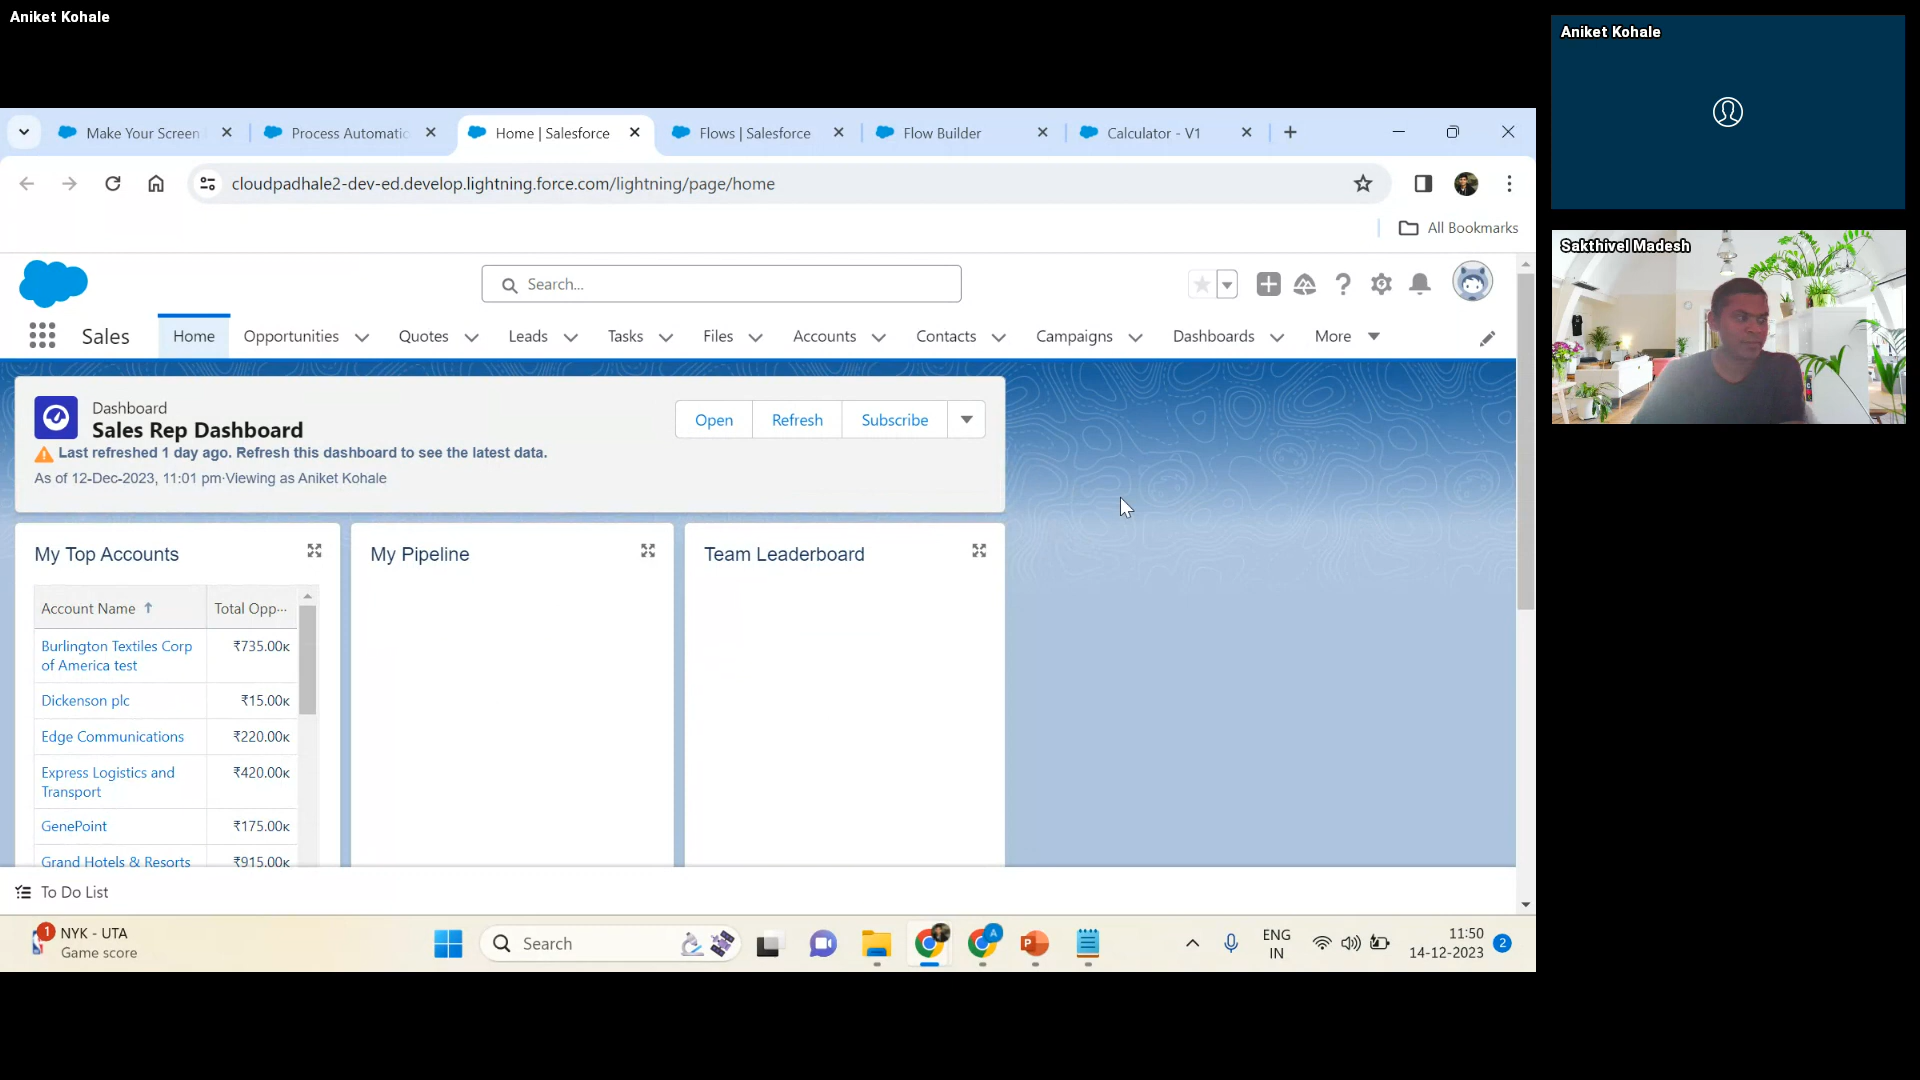 Aniket Kohale
Aniket Kohale
Sakthivel Madesh
Make Your Screen
Process Automatic
Home | Salesforce
Flows | Salesforce
Flow Builder
Calculator - V1
cloudpadhale2-dev-ed.develop.lightning.force.com/lightning/page/home
All Bookmarks
Search...
Sales
Home
Opportunities
Quotes
Leads
Tasks
Files
Accounts
Contacts
Campaigns
Dashboards
More
Dashboard
Sales Rep Dashboard
Last refreshed 1 day ago. Refresh this dashboard to see the latest data.
As of 12-Dec-2023, 11:01 pm·Viewing as Aniket Kohale
Open
Refresh
Subscribe
My Top Accounts
My Pipeline
Team Leaderboard
Account Name
Total Opp...
Burlington Textiles Corp
of America test
₹735.00K
Dickenson plc
₹15.00K
Edge Communications
₹220.00K
Express Logistics and
Transport
₹420.00K
GenePoint
₹175.00K
Grand Hotels & Resorts
₹915.00K
To Do List
1
NYK - UTA
Game score
Search
A
P
ENG
IN
11:50
14-12-2023
2